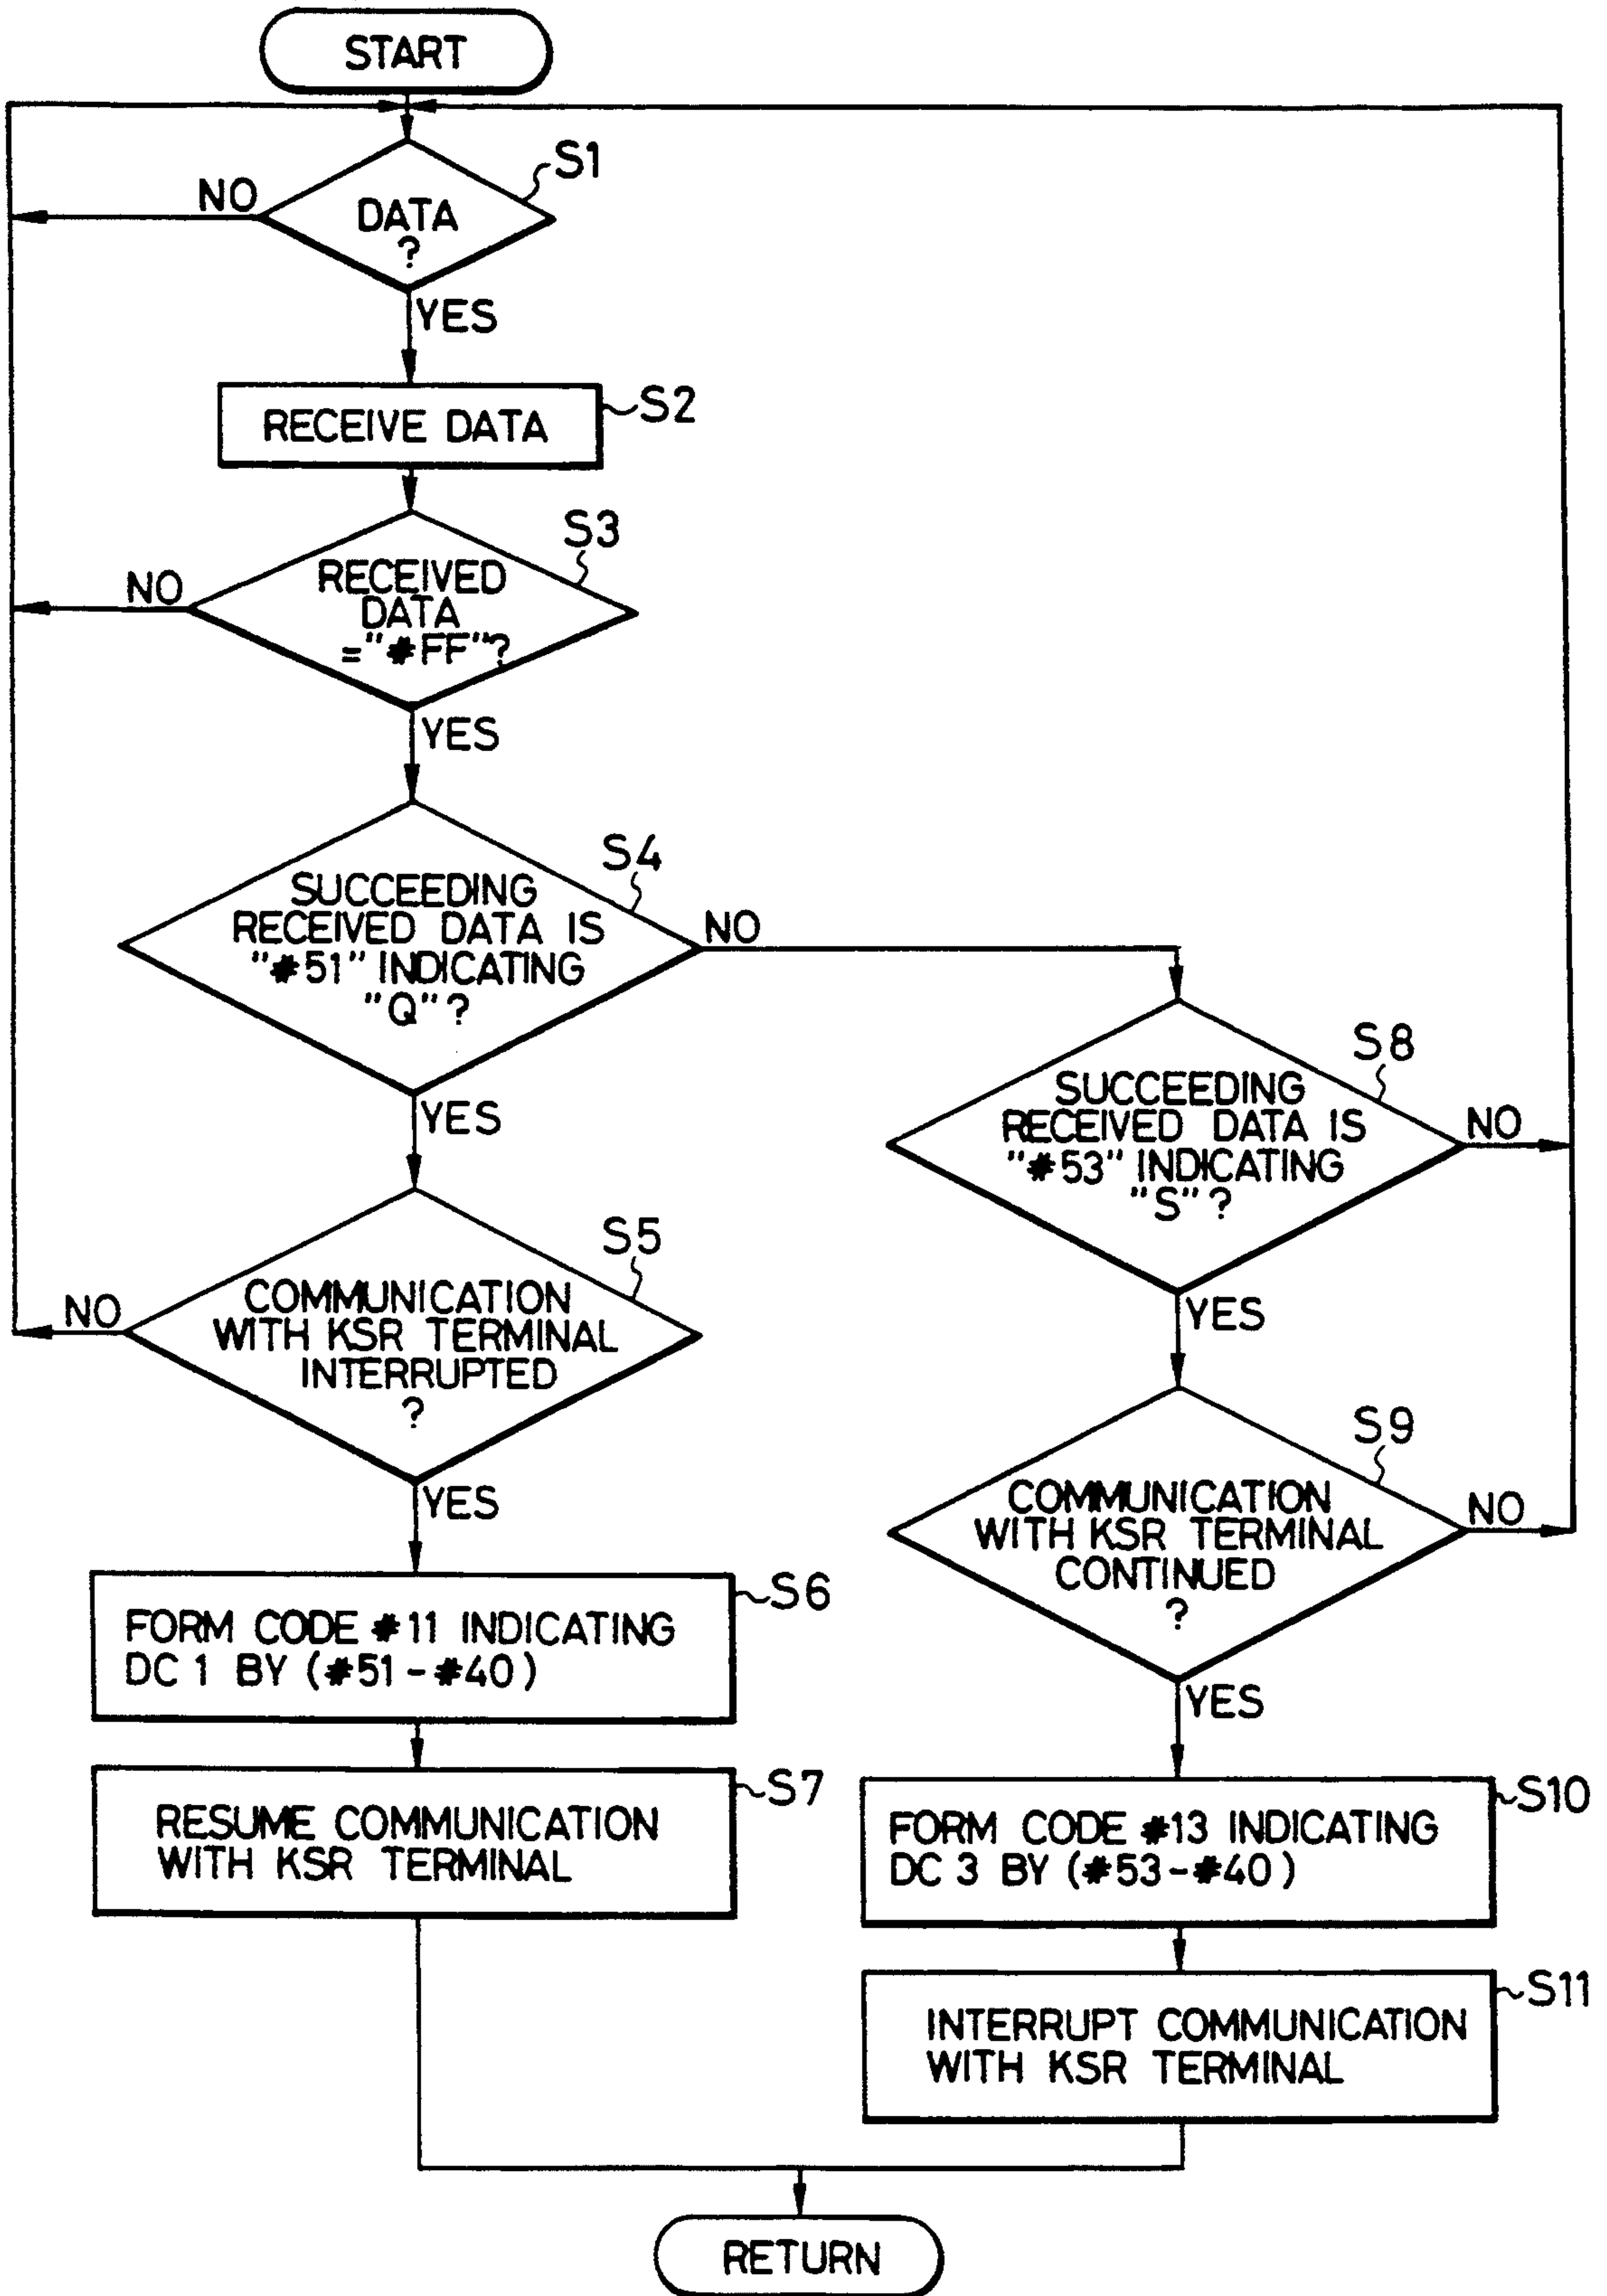 START
S1
NO
DATA
?
YES
S2
RECEIVE DATA
S3
NO
RECEIVED
DATA
="#FF"?
YES
S4
SUCCEEDING
RECEIVED DATA IS
"#51" INDICATING
"Q"?
NO
YES
S8
SUCCEEDING
RECEIVED DATA IS
"#53" INDICATING
"S"?
NO
YES
S5
COMMUNICATION
WITH KSR TERMINAL
INTERRUPTED
?
NO
YES
S9
COMMUNICATION
WITH KSR TERMINAL
CONTINUED
?
NO
YES
S6
FORM CODE #11 INDICATING
DC 1 BY (#51-#40)
S7
RESUME COMMUNICATION
WITH KSR TERMINAL
S10
FORM CODE #13 INDICATING
DC 3 BY (#53-#40)
S11
INTERRUPT COMMUNICATION
WITH KSR TERMINAL
RETURN